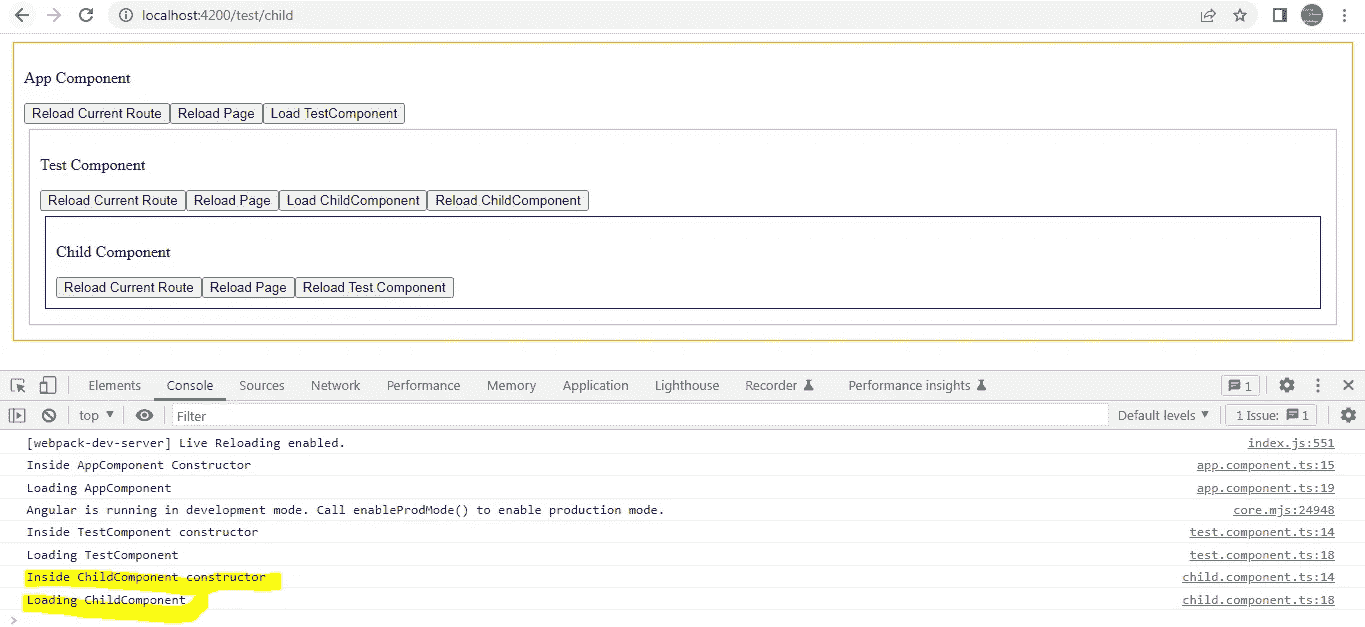 localhost:4200/test/child
App Component
Reload Current Route Reload Page Load TestComponent
Test Component
Reload Current Route Reload Page Load ChildComponent Reload ChildComponent
Child Component
Reload Current Route Reload Page Reload Test Component
Elements Console Sources Network Performance Memory Application Lighthouse Recorder Performance insights 1
top Filter Default levels 1 Issue: 1
[webpack-dev-server] Live Reloading enabled. index.js:551
Inside AppComponent Constructor app.component.ts:15
Loading AppComponent app.component.ts:19
Angular is running in development mode. Call enableProdMode() to enable production mode. core.mjs:24948
Inside TestComponent constructor test.component.ts:14
Loading TestComponent test.component.ts:18
Inside ChildComponent constructor child.component.ts:14
Loading ChildComponent child.component.ts:18